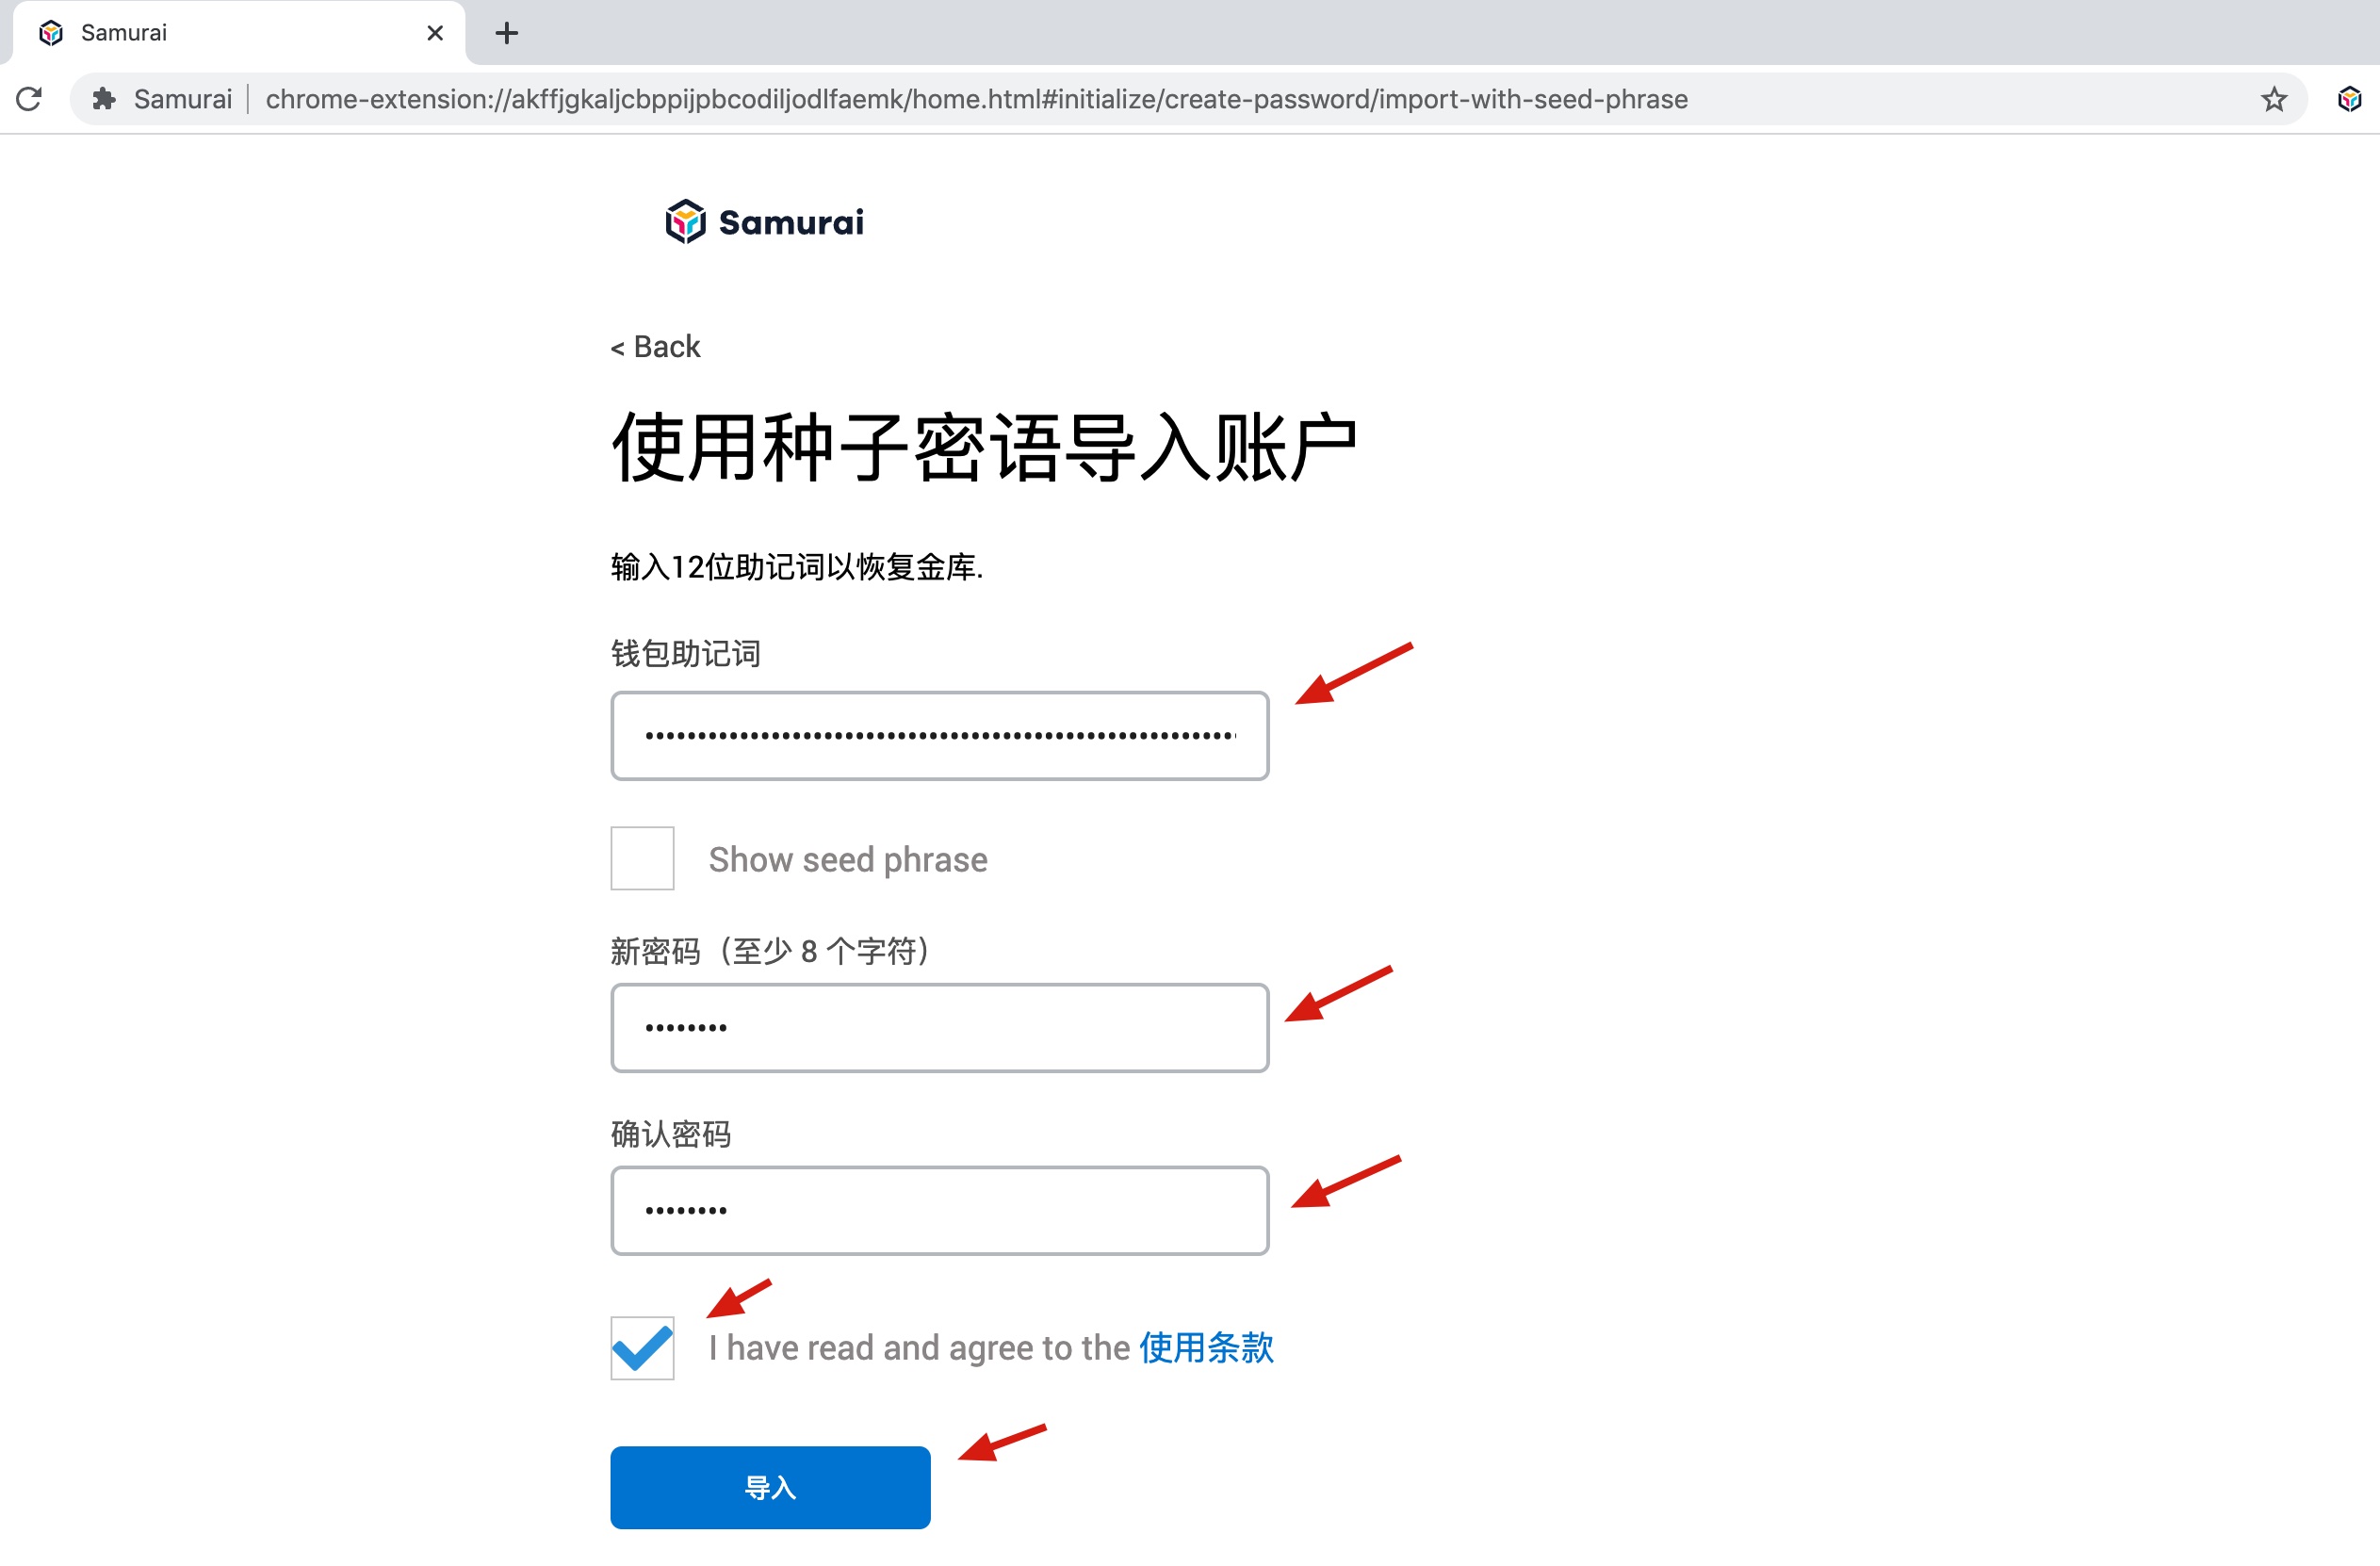 Samurai
Samurai
chrome-extension://akffjgkaljcbppijpbcodiljodlfaemk/home.html#initialize/create-password/import-with-seed-phrase
Samurai
< Back
使用种子密语导入账户
输入12位助记词以恢复金库.
钱包助记词
Show seed phrase
新密码（至少 8 个字符）
确认密码
I have read and agree to the 使用条款
导入